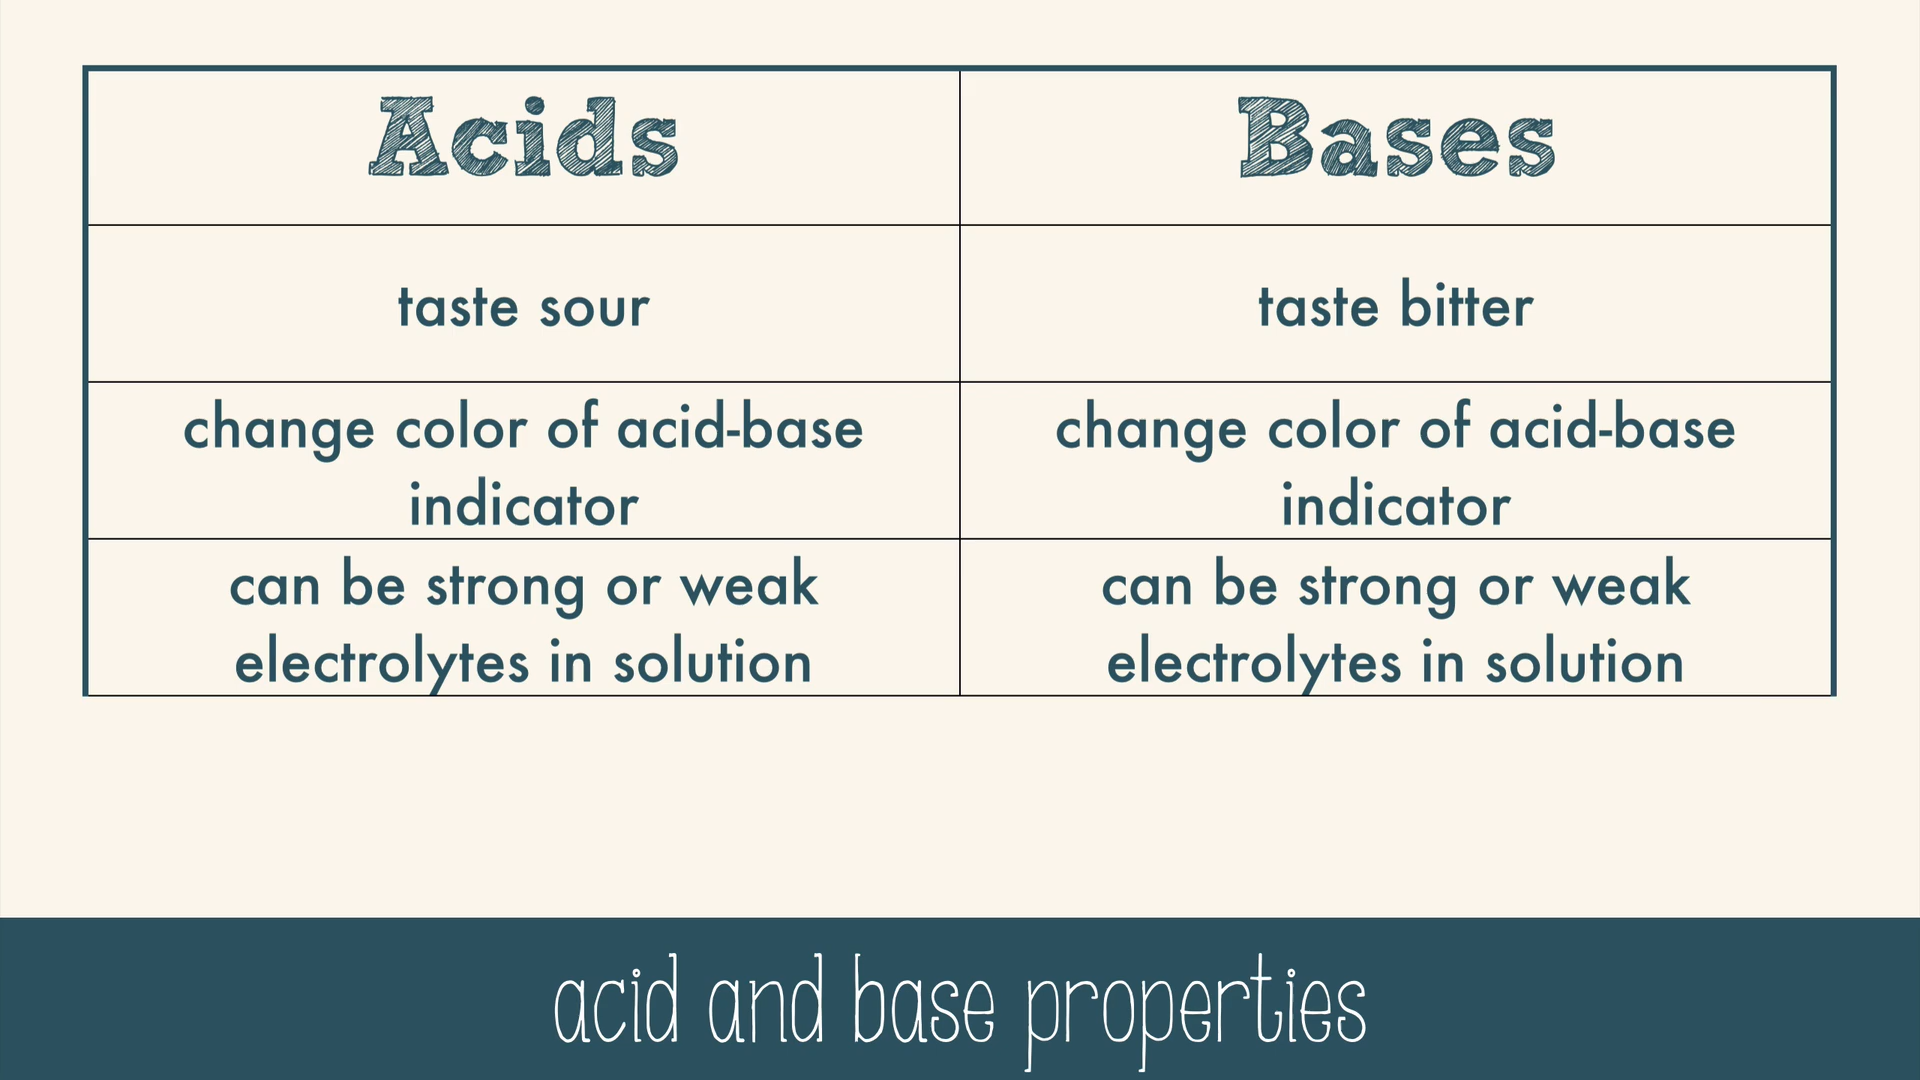 Acids
Bases
taste sour
taste bitter
change color of acid-base
indicator
change color of acid-base
indicator
can be strong or weak
electrolytes in solution
can be strong or weak
electrolytes in solution
acid and base properties